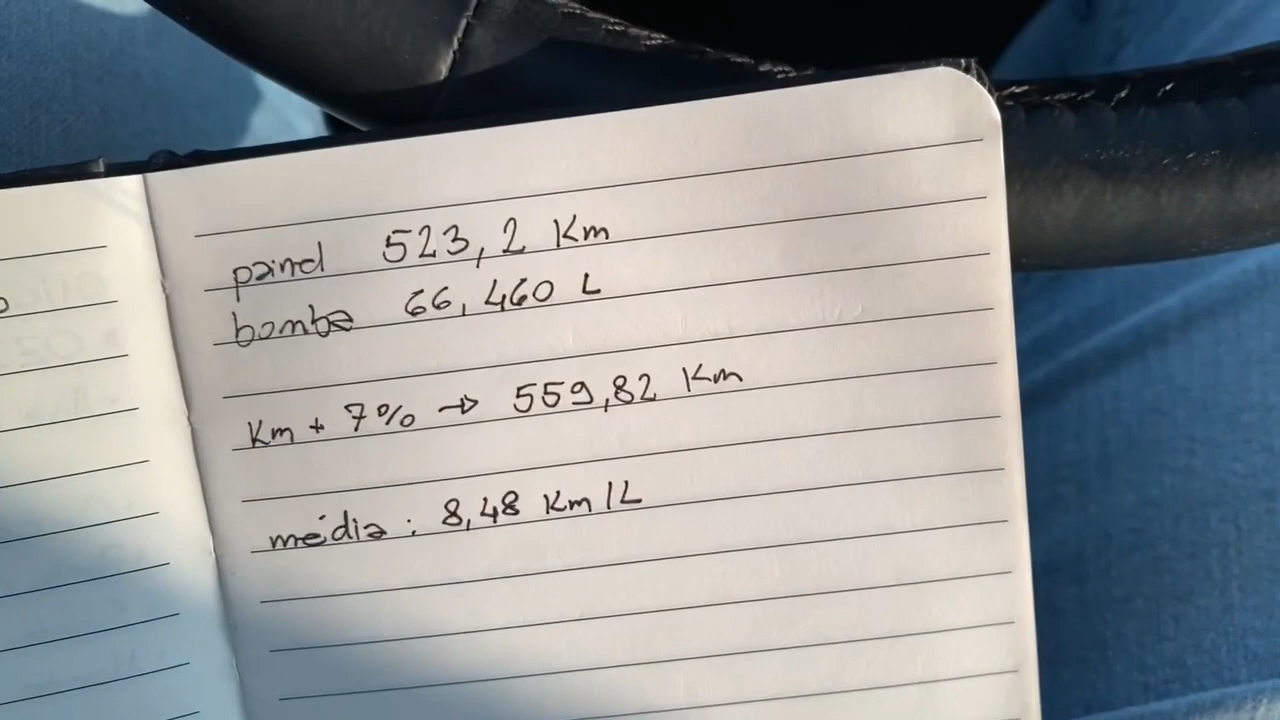 painel 523,2 Km
bomba 66,460 L
Km + 7% → 559,82 Km
média: 8,48 Km/L